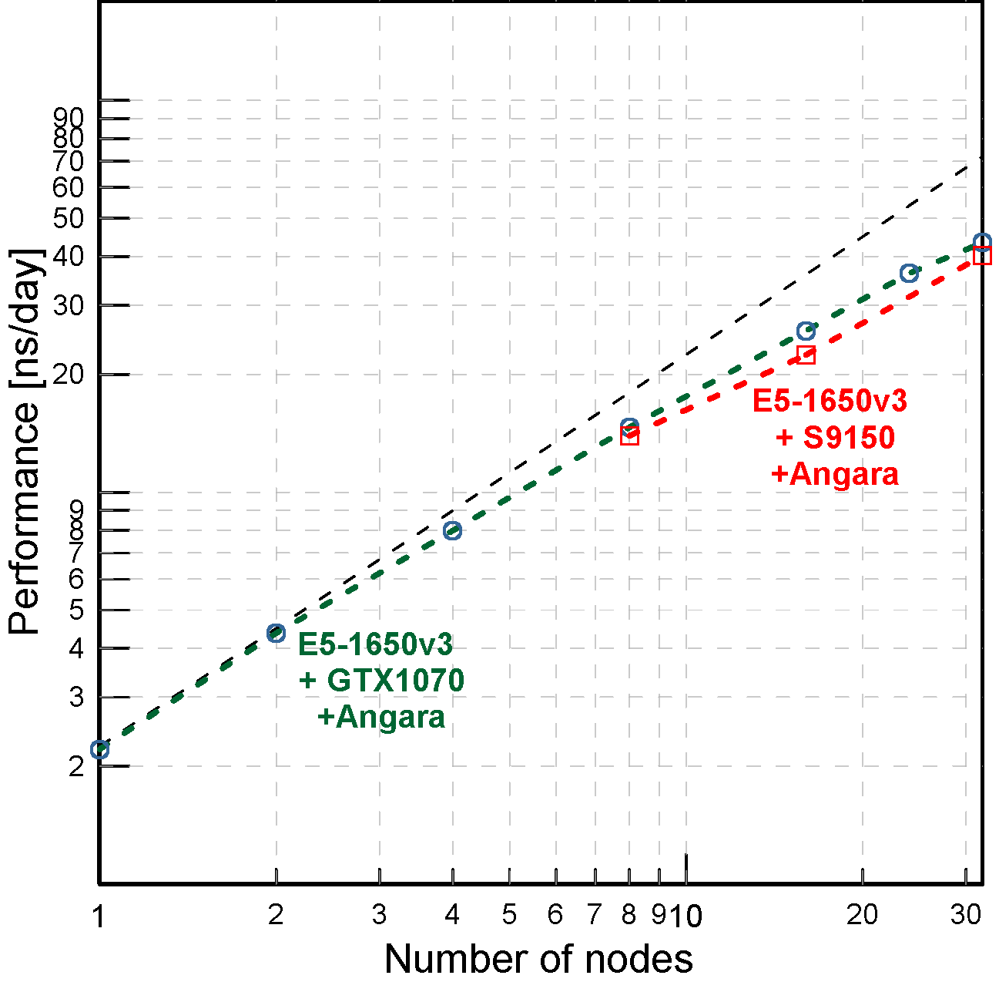 Performance [ns/day]
90
80
70
60
50
40
30
20
9
8
7
6
5
4
3
2
E5-1650v3
+ S9150
+Angara
E5-1650v3
+ GTX1070
+Angara
1 2 3 4 5 6 7 8 9 10 20 30
Number of nodes